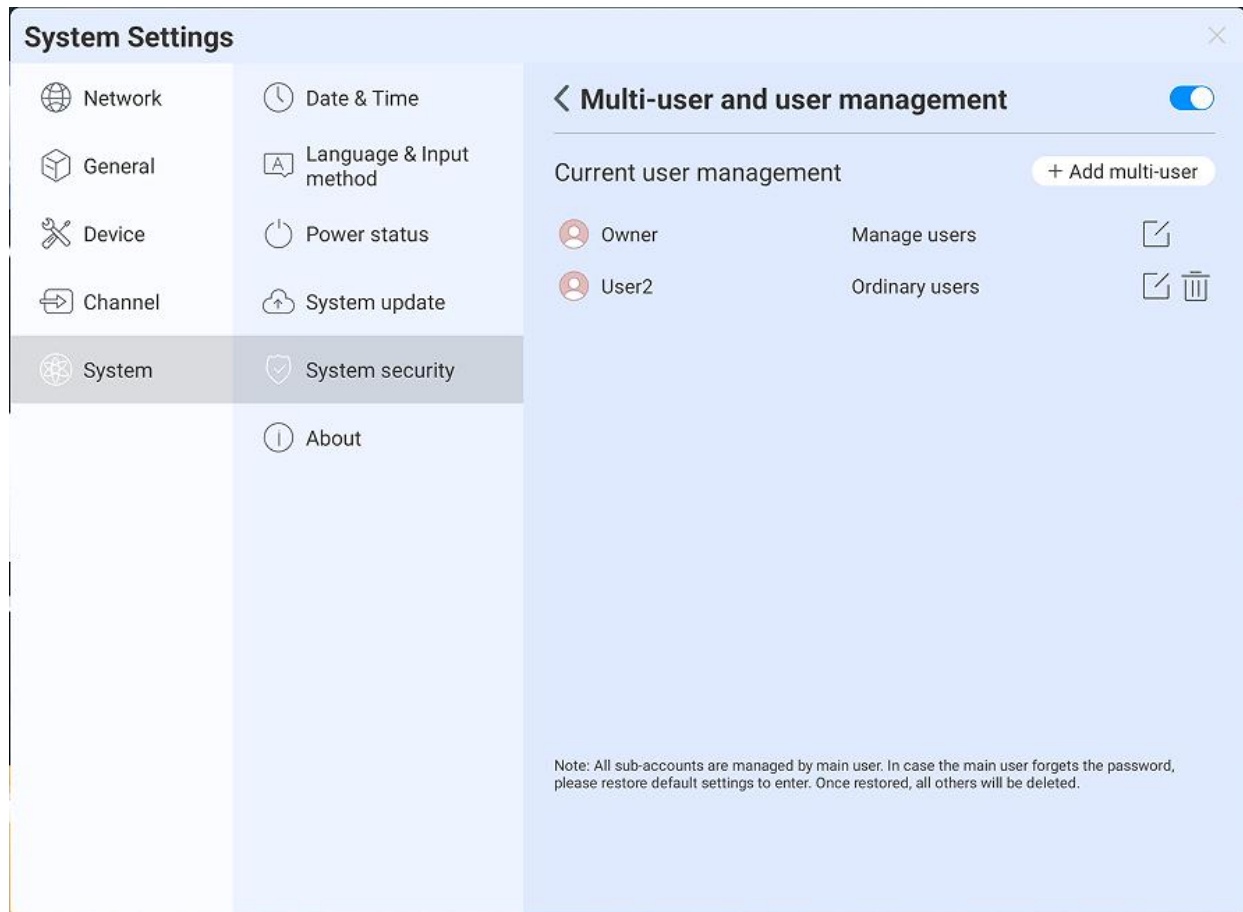 System Settings
Network
General
Device
Channel
System
Date & Time
Language & Input
method
Power status
System update
System security
About
Multi-user and user management
Current user management
+ Add multi-user
Owner
Manage users
User2
Ordinary users
Note: All sub-accounts are managed by main user. In case the main user forgets the password,
please restore default settings to enter. Once restored, all others will be deleted.